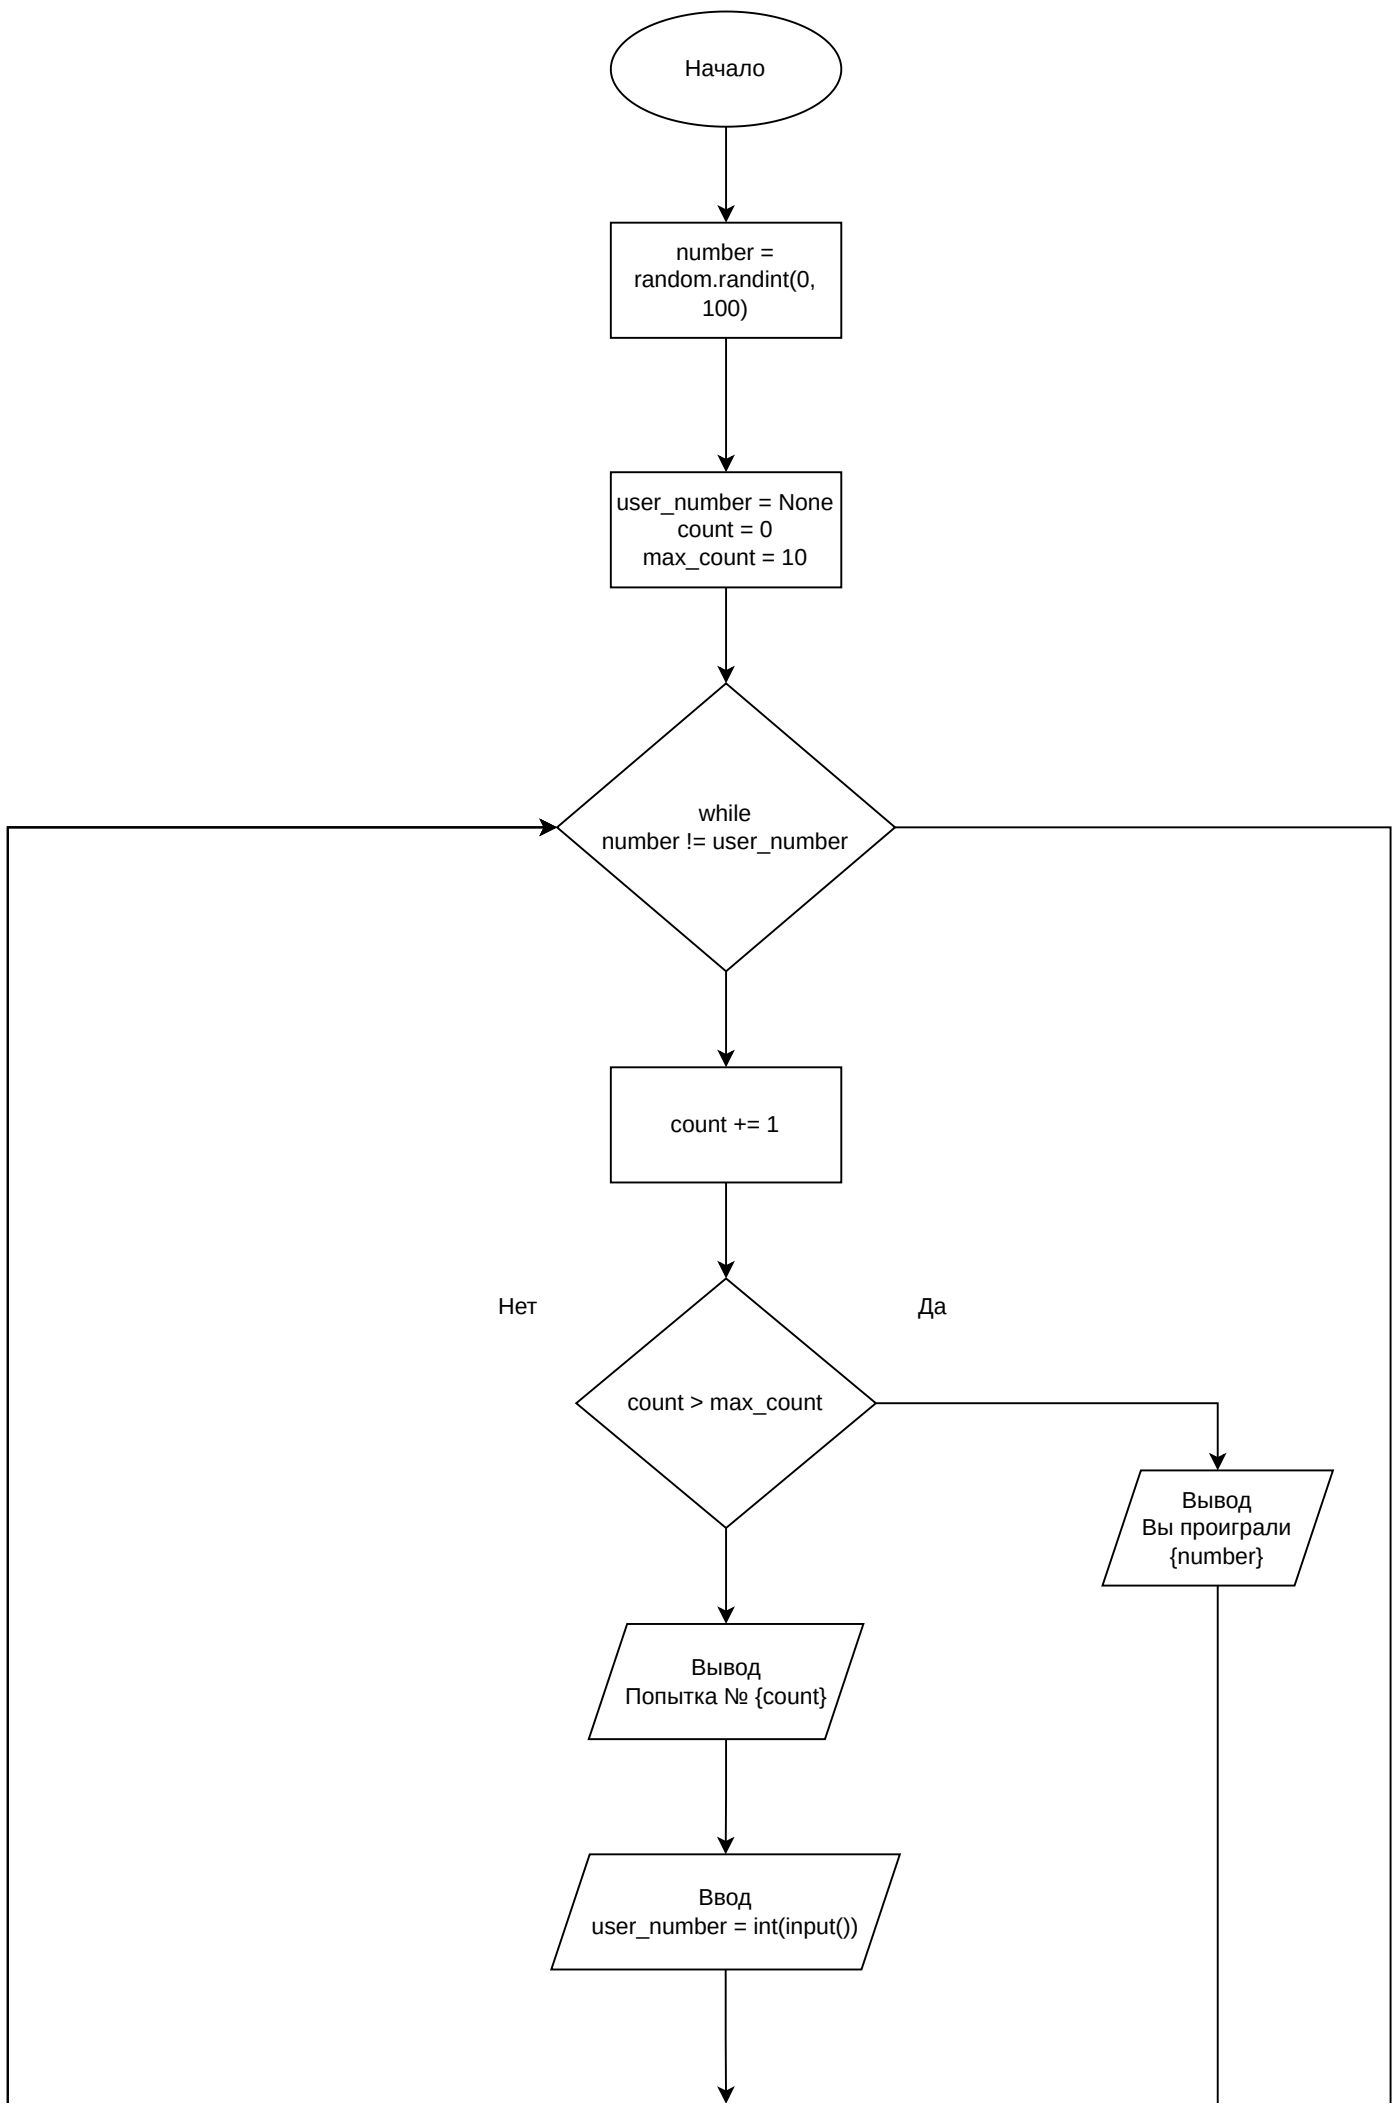 Начало
number =
random.randint(0,
100)
user_number = None
count = 0
max_count = 10
while
number != user_number
count += 1
Нет
Да
count > max_count
Вывод
Вы проиграли
{number}
Вывод
Попытка № {count}
Ввод
user_number = int(input())